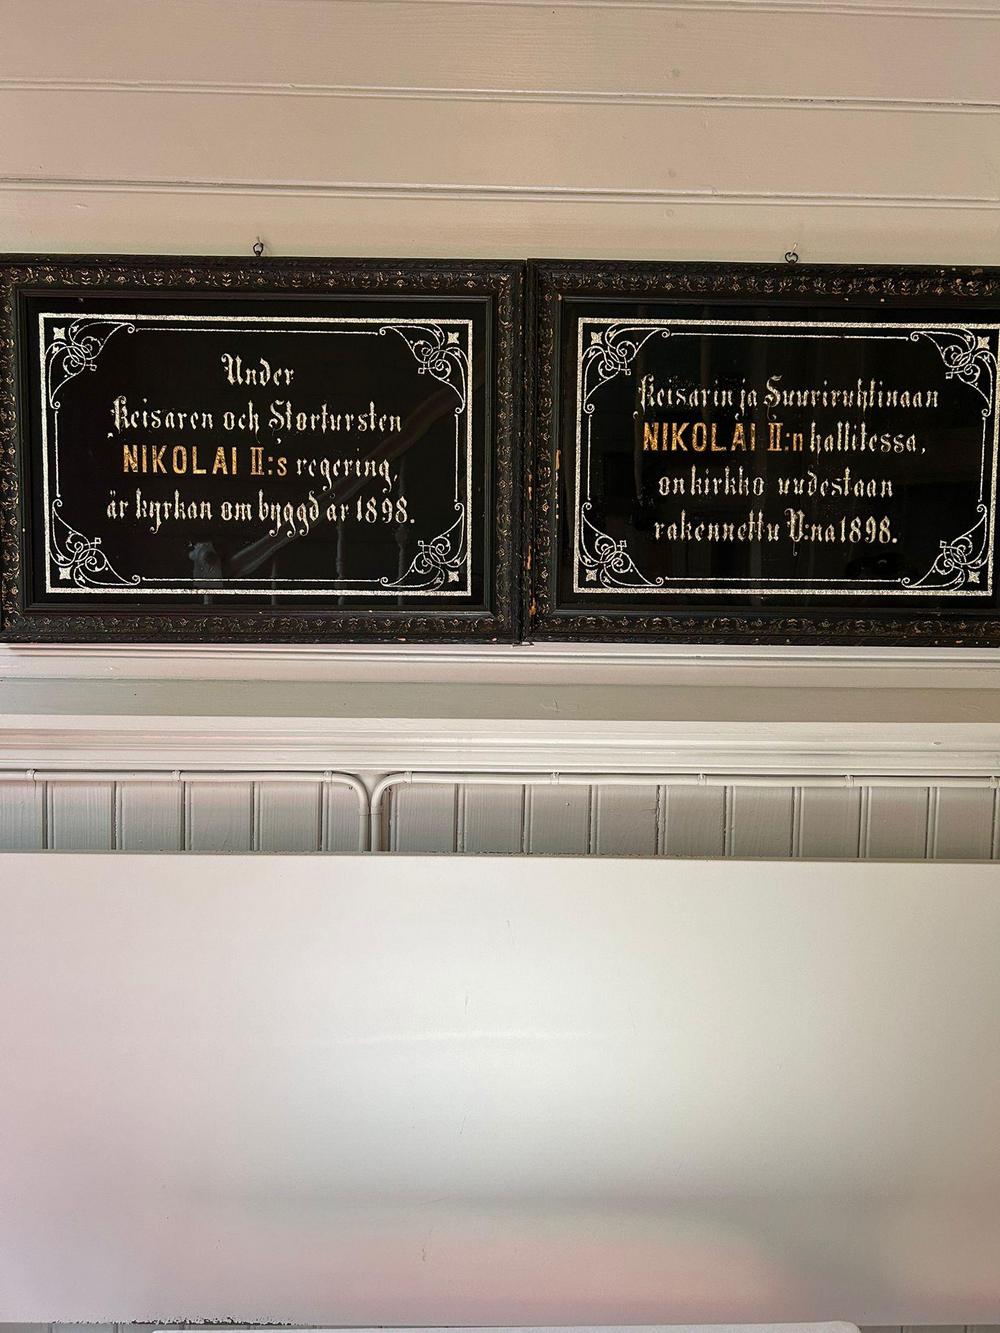 Under
Keisaren och Storfursten
NIKOLAI II:s regering,
är kyrkan om byggd år 1898.
Keisarin ja Suuriruhtinaan
NIKOLAI II:n hallitessa,
on kirkko uudestaan
rakennettu V:na 1898.